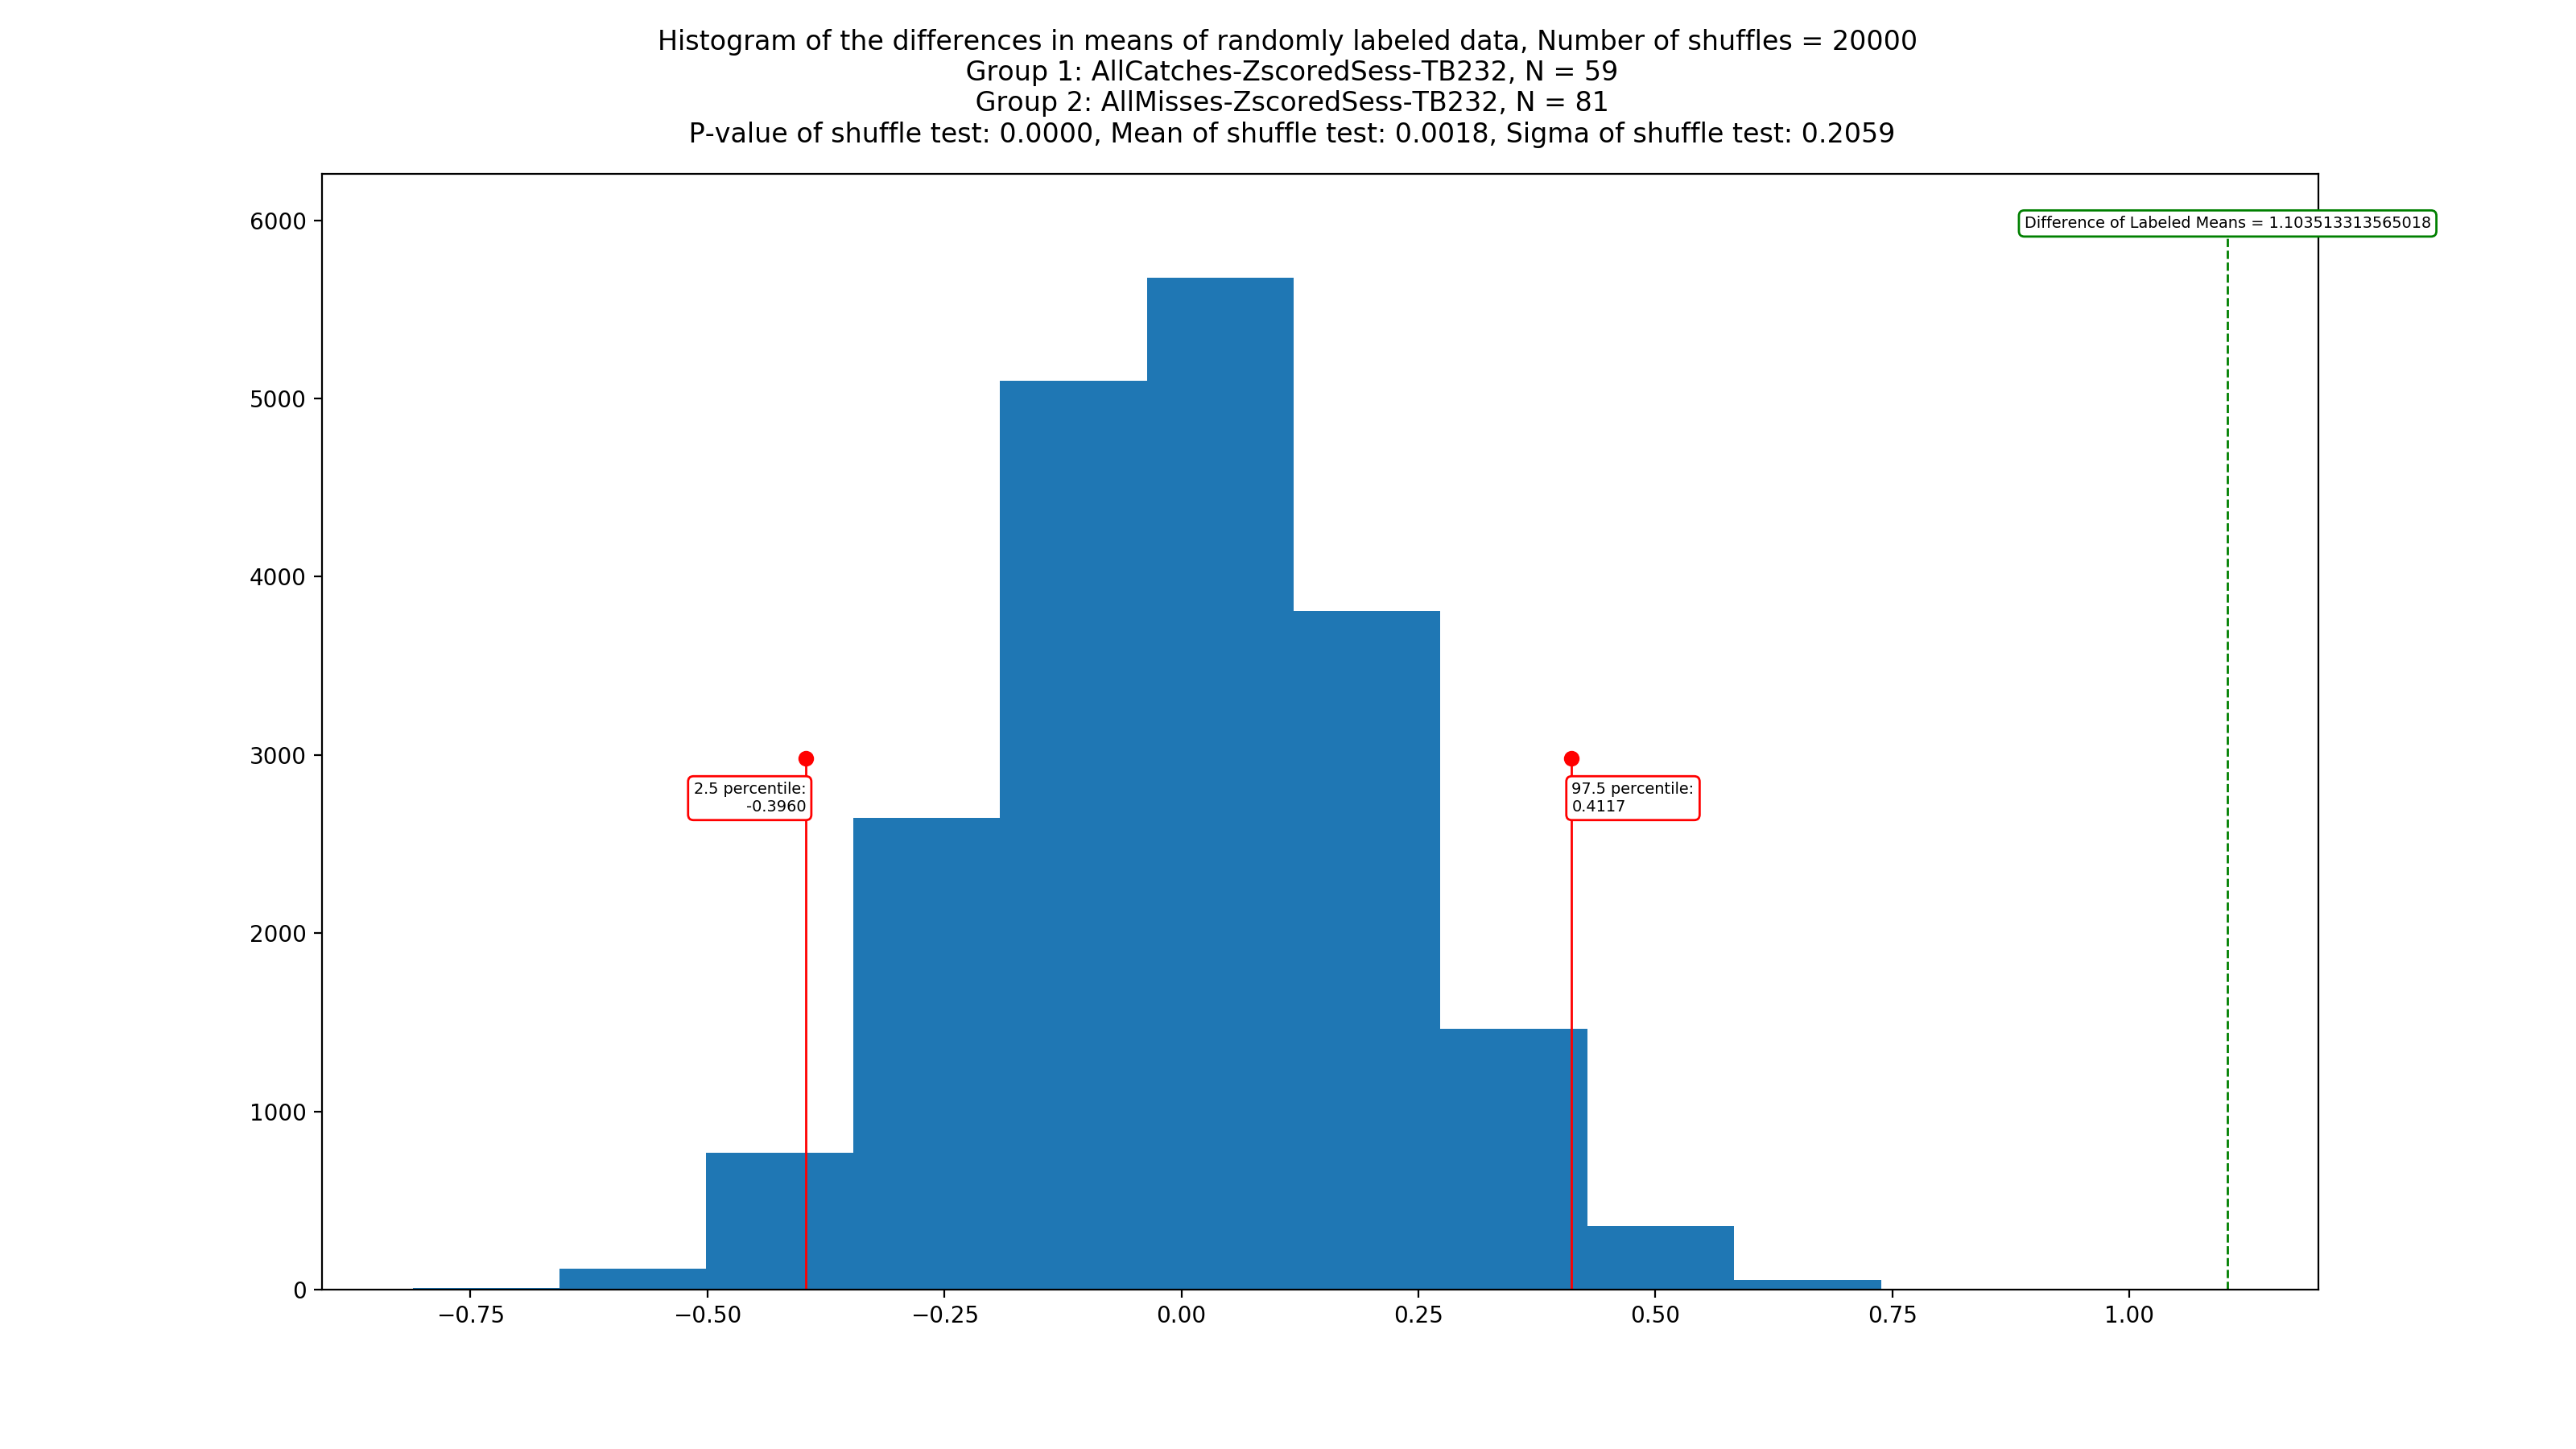 Histogram of the differences in means of randomly labeled data, Number of shuffles = 20000
Group 1: AllCatches-ZscoredSess-TB232, N = 59
Group 2: AllMisses-ZscoredSess-TB232, N = 81
P-value of shuffle test: 0.0000, Mean of shuffle test: 0.0018, Sigma of shuffle test: 0.2059
6000
Difference of Labeled Means = 1.103513313565018
5000
4000
3000
2.5 percentile:
-0.3960
97.5 percentile:
0.4117
2000
1000
0
−0.75
−0.50
−0.25
0.00
0.25
0.50
0.75
1.00